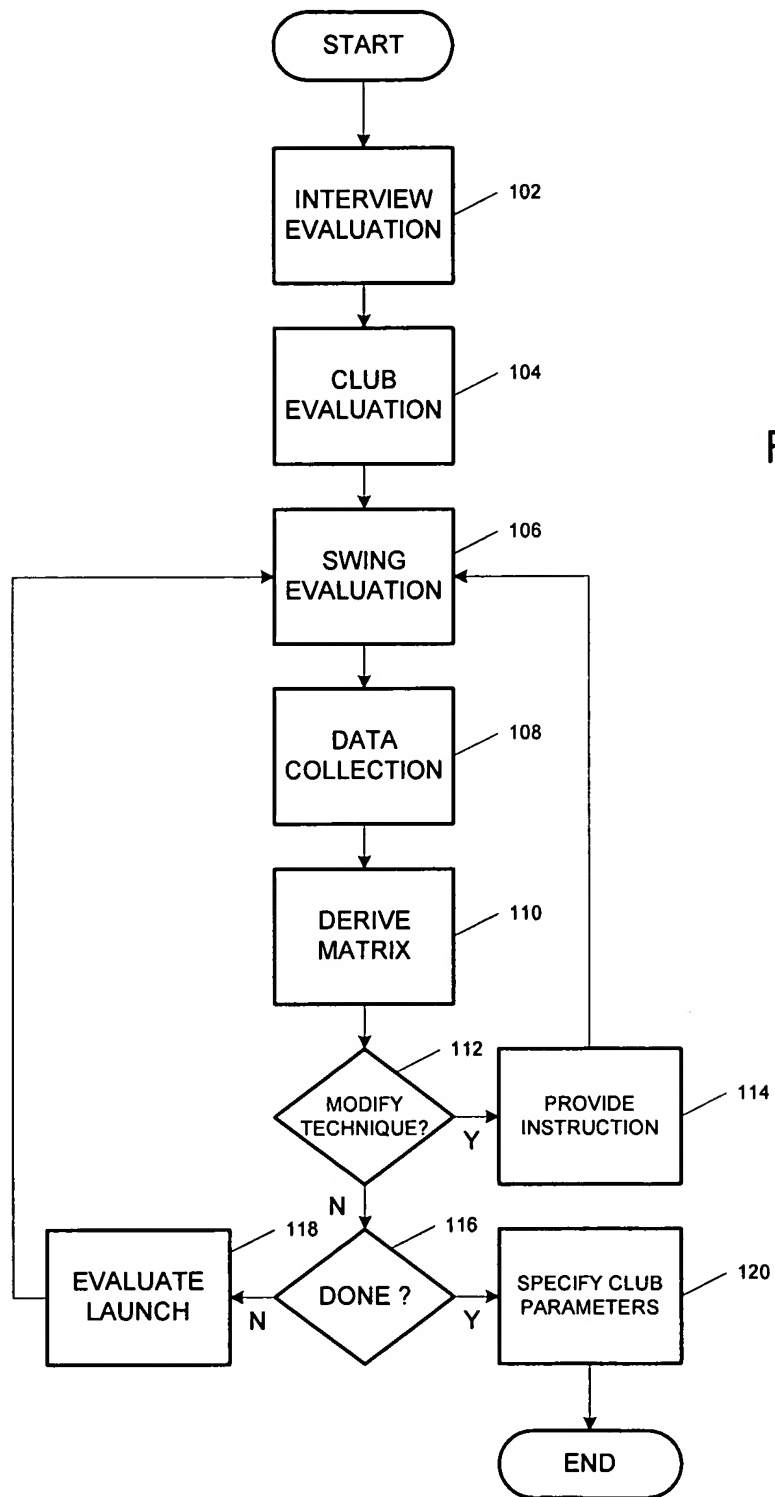 START
INTERVIEW
EVALUATION
102
CLUB
EVALUATION
104
F
SWING
EVALUATION
106
DATA
COLLECTION
108
DERIVE
MATRIX
110
MODIFY
TECHNIQUE?
112
Y
PROVIDE
INSTRUCTION
114
N
EVALUATE
LAUNCH
118
N
DONE ?
116
Y
SPECIFY CLUB
PARAMETERS
120
END